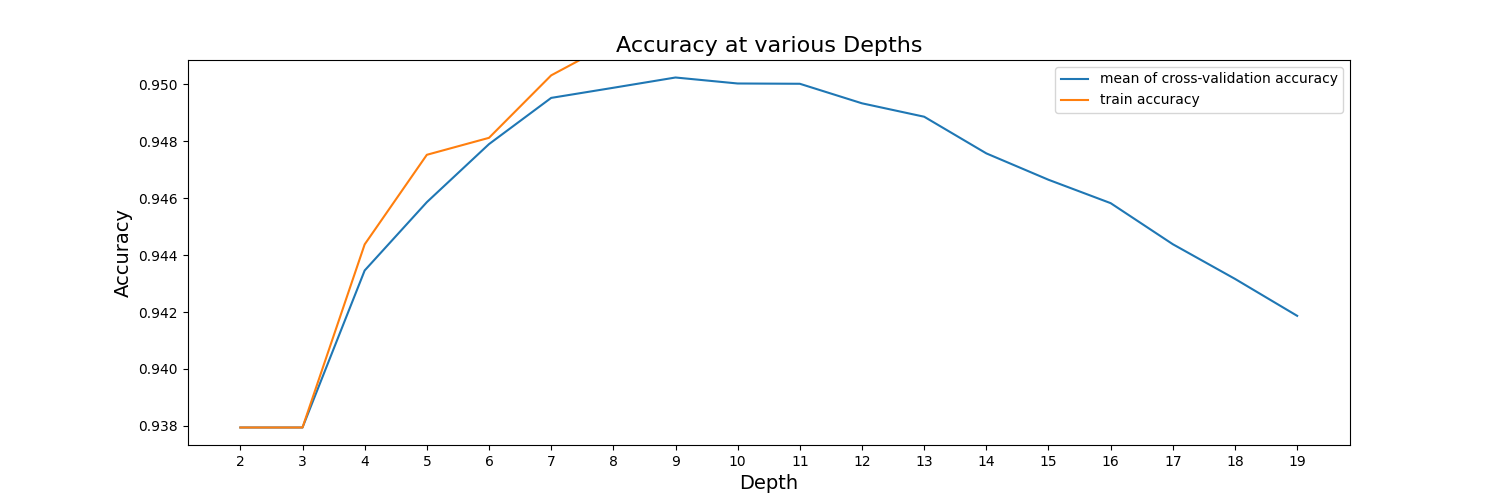 Accuracy at various Depths
mean of cross-validation accuracy
train accuracy
Accuracy
0.950
0.948
0.946
0.944
0.942
0.940
0.938
2 3 4 5 6 7 8 9 10 11 12 13 14 15 16 17 18 19
Depth